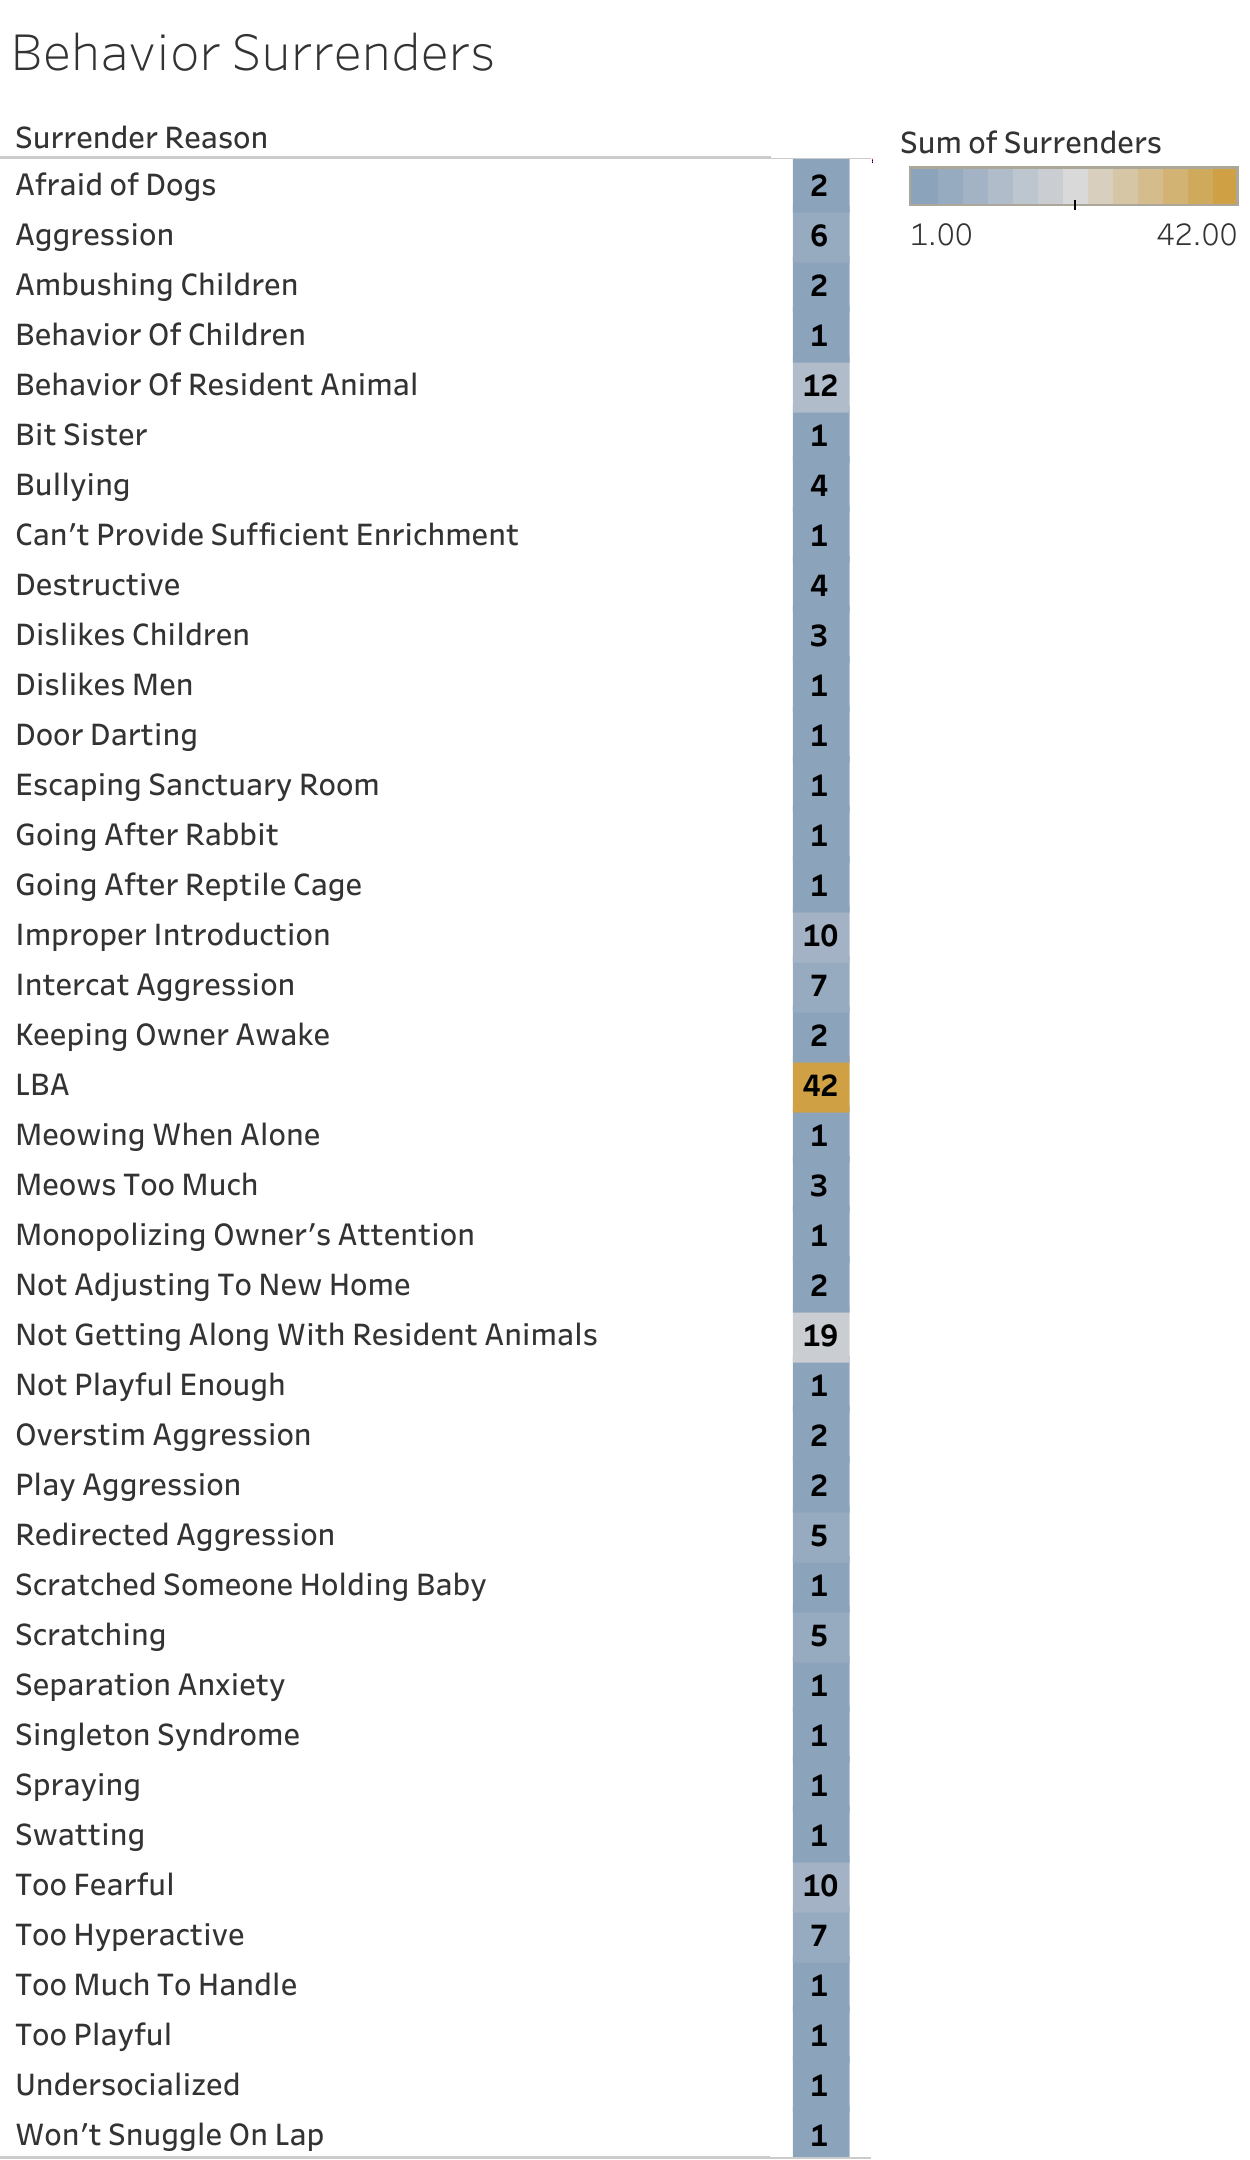 Behavior Surrenders
Surrender Reason
Sum of Surrenders
1.00 42.00
Afraid of Dogs 2
Aggression 6
Ambushing Children 2
Behavior Of Children 1
Behavior Of Resident Animal 12
Bit Sister 1
Bullying 4
Can’t Provide Sufficient Enrichment 1
Destructive 4
Dislikes Children 3
Dislikes Men 1
Door Darting 1
Escaping Sanctuary Room 1
Going After Rabbit 1
Going After Reptile Cage 1
Improper Introduction 10
Intercat Aggression 7
Keeping Owner Awake 2
LBA 42
Meowing When Alone 1
Meows Too Much 3
Monopolizing Owner’s Attention 1
Not Adjusting To New Home 2
Not Getting Along With Resident Animals 19
Not Playful Enough 1
Overstim Aggression 2
Play Aggression 2
Redirected Aggression 5
Scratched Someone Holding Baby 1
Scratching 5
Separation Anxiety 1
Singleton Syndrome 1
Spraying 1
Swatting 1
Too Fearful 10
Too Hyperactive 7
Too Much To Handle 1
Too Playful 1
Undersocialized 1
Won’t Snuggle On Lap 1